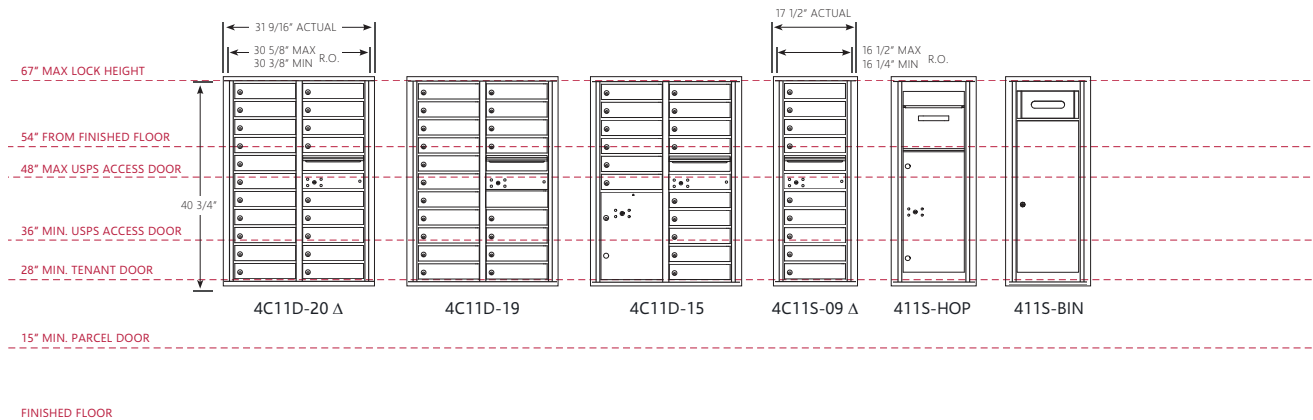 31 9/16” ACTUAL
30 5/8” MAX
30 3/8” MIN
R.O.
17 1/2” ACTUAL
16 1/2” MAX
16 1/4” MIN
R.O.
67” MAX LOCK HEIGHT
54” FROM FINISHED FLOOR
48” MAX USPS ACCESS DOOR
40 3/4”
36” MIN. USPS ACCESS DOOR
28” MIN. TENANT DOOR
4C11D-20 Δ
4C11D-19
4C11D-15
4C11S-09 Δ
411S-HOP
411S-BIN
15” MIN. PARCEL DOOR
FINISHED FLOOR